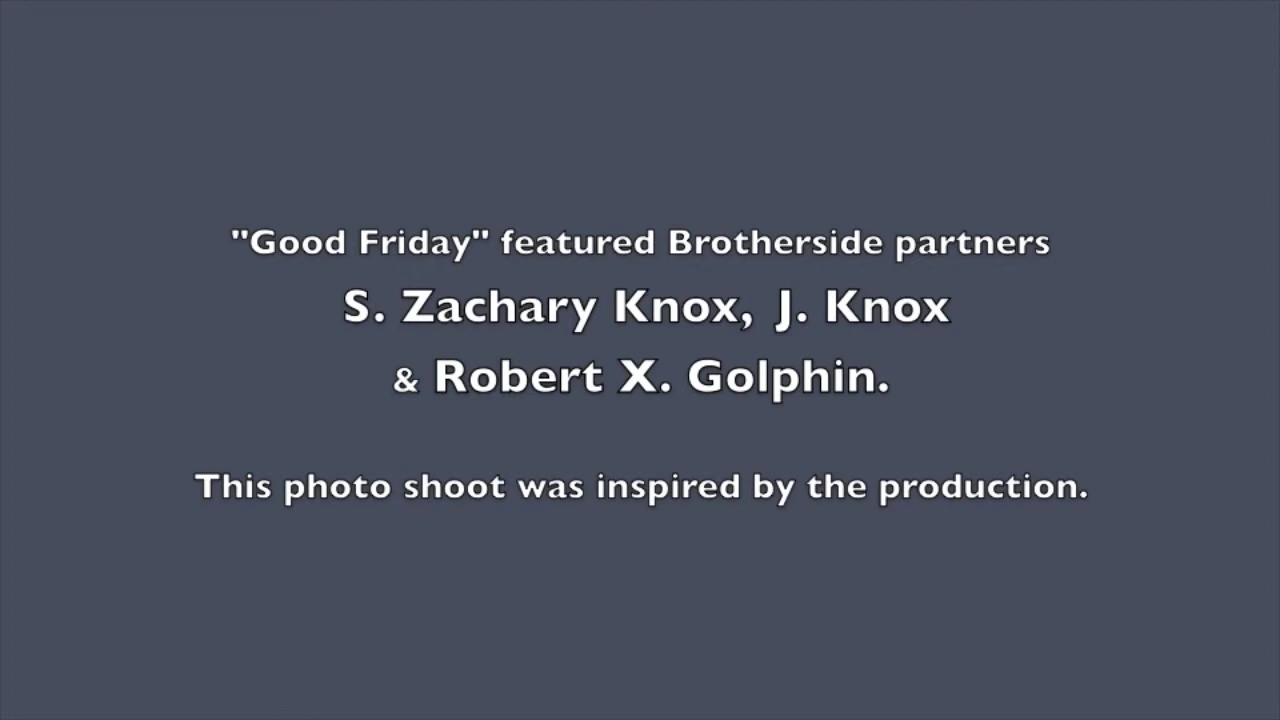 "Good Friday" featured Brotherside partners
S. Zachary Knox, J. Knox
& Robert X. Golphin.
This photo shoot was inspired by the production.